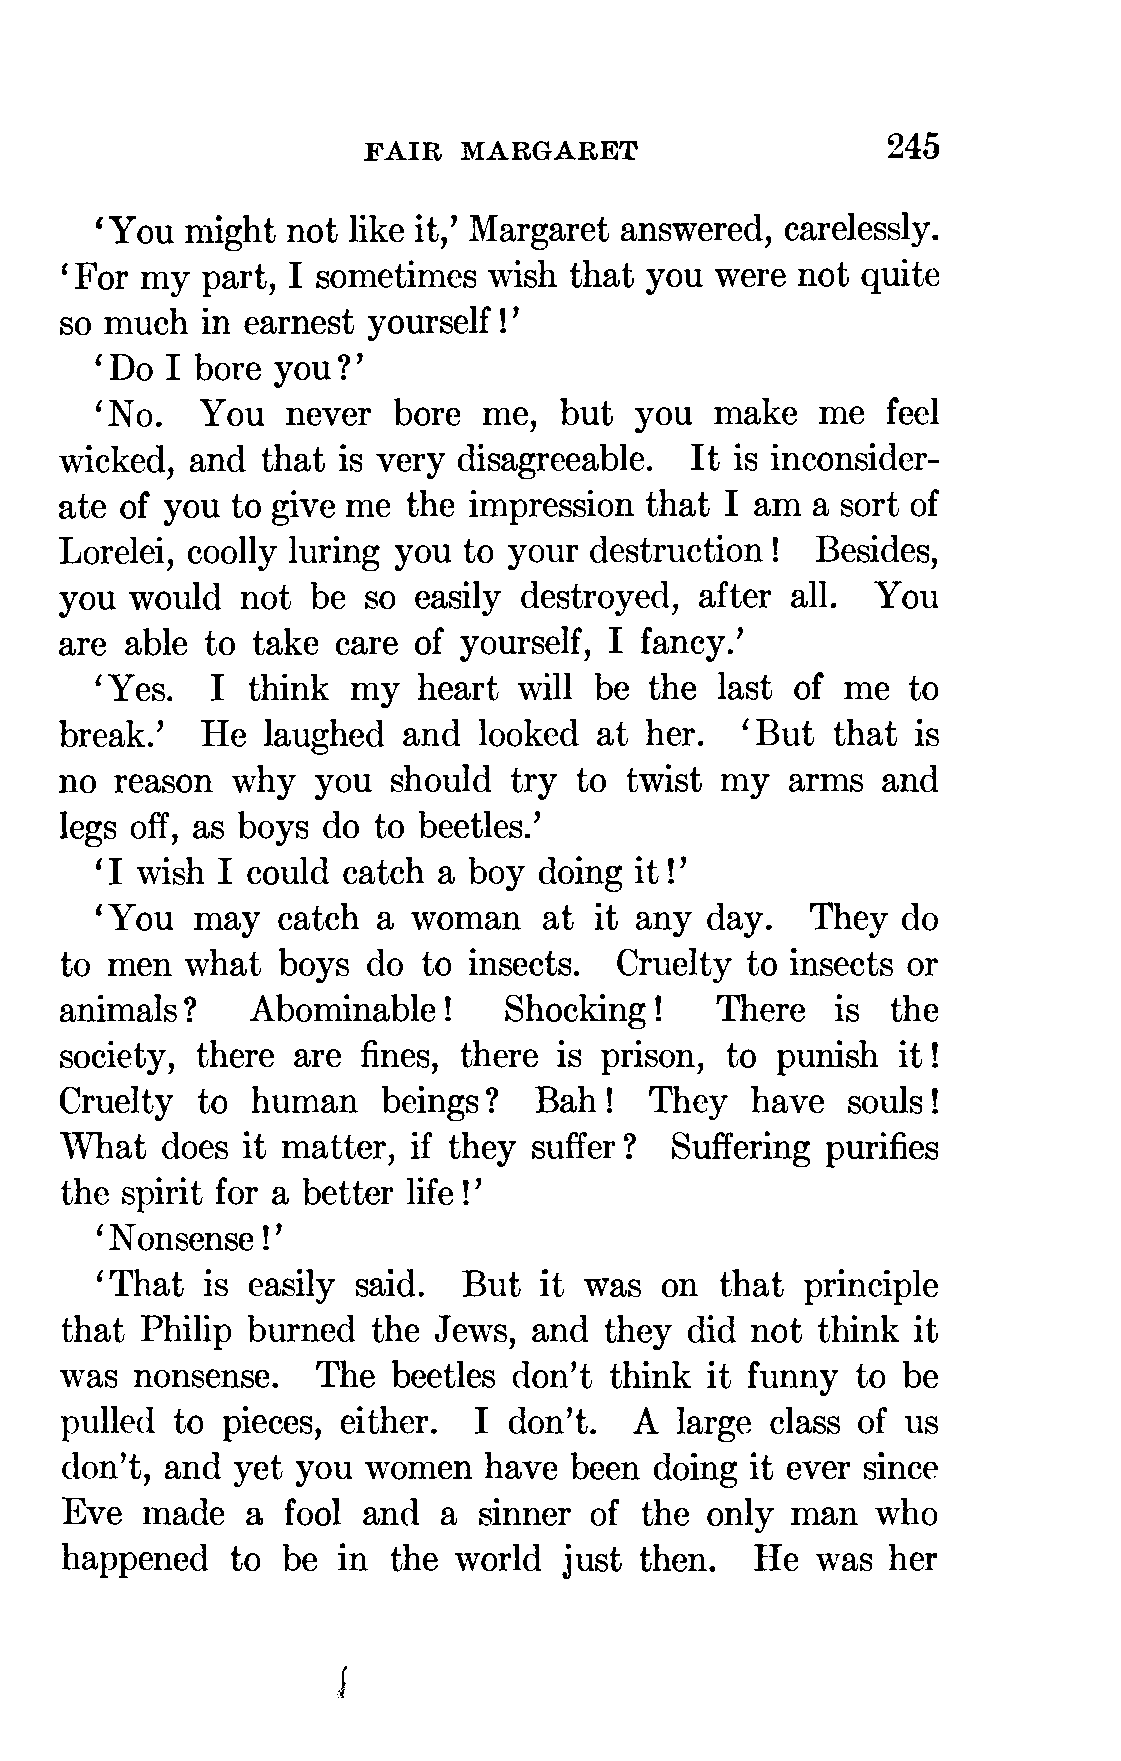 FAIR MARGARET 245
'You might not like it,' Margaret answered, carelessly.
'For my part, I sometimes wish that you were not quite
so much in earnest yourself!'
'Do I bore you?'
'No. You never bore me, but you make me feel
wicked, and that is very disagreeable. It is inconsider-
ate of you to give me the impression that I am a sort of
Lorelei, coolly luring you to your destruction! Besides,
you would not be so easily destroyed, after all. You
are able to take care of yourself, I fancy.'
'Yes. I think my heart will be the last of me to
break.' He laughed and looked at her. 'But that is
no reason why you should try to twist my arms and
legs off, as boys do to beetles.'
'I wish I could catch a boy doing it!'
'You may catch a woman at it any day. They do
to men what boys do to insects. Cruelty to insects or
animals? Abominable! Shocking! There is the
society, there are fines, there is prison, to punish it!
Cruelty to human beings? Bah! They have souls!
What does it matter, if they suffer? Suffering purifies
the spirit for a better life!'
'Nonsense!'
'That is easily said. But it was on that principle
that Philip burned the Jews, and they did not think it
was nonsense. The beetles don't think it funny to be
pulled to pieces, either. I don't. A large class of us
don't, and yet you women have been doing it ever since
Eve made a fool and a sinner of the only man who
happened to be in the world just then. He was her